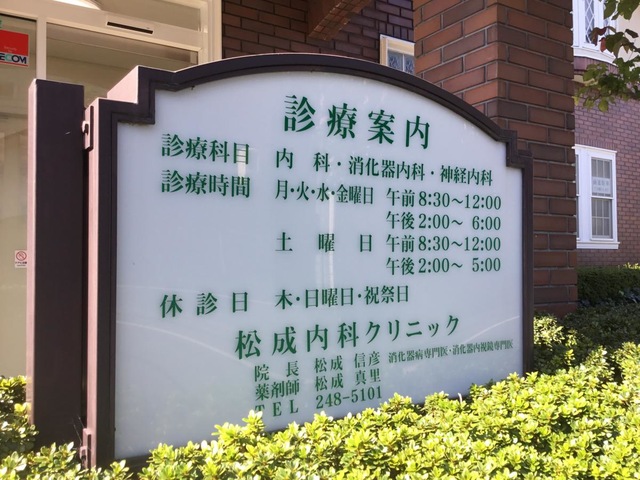 診療案内
診療科目 内 科・消化器内科・神経内科
診療時間 月・火・水・金曜日 午前 8:30～12:00
午後 2:00～ 6:00
土 曜 日 午前 8:30～12:00
午後 2:00～ 5:00
休 診 日 木・日曜日・祝祭日
松成内科クリニック
院 長 松成 信彦 消化器病専門医・消化器内視鏡専門医
薬剤師 松成 真里
TEL 248-5101